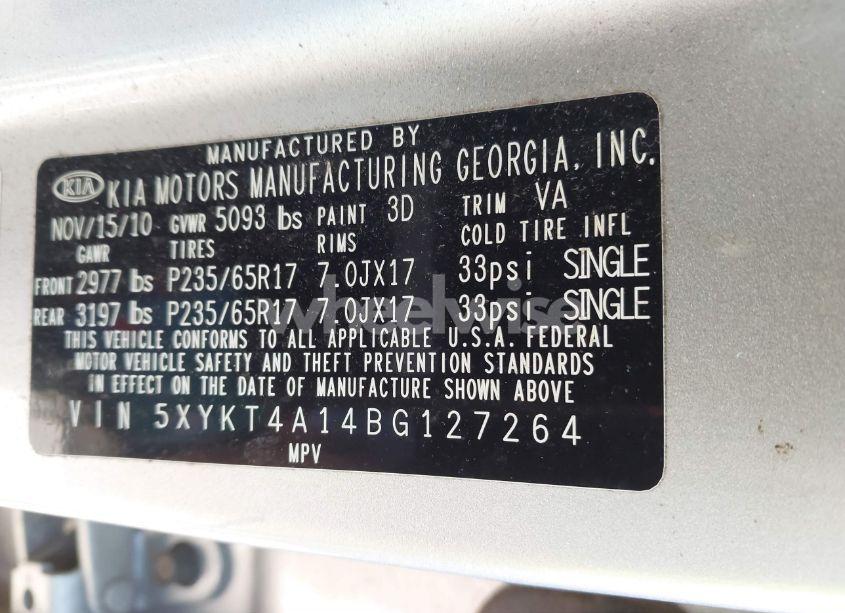 MANUFACTURED BY
KIA KIA MOTORS MANUFACTURING GEORGIA, INC.
NOV/15/10 GVWR 5093 lbs PAINT 3D TRIM VA
GAWR TIRES RIMS COLD TIRE INFL
FRONT 2977 lbs P235/65R17 7.0JX17 33psi SINGLE
REAR 3197 lbs P235/65R17 7.0JX17 33psi SINGLE
wheelwise
THIS VEHICLE CONFORMS TO ALL APPLICABLE U.S.A. FEDERAL
MOTOR VEHICLE SAFETY AND THEFT PREVENTION STANDARDS
IN EFFECT ON THE DATE OF MANUFACTURE SHOWN ABOVE
VIN 5XYKT4A14BG127264
MPV